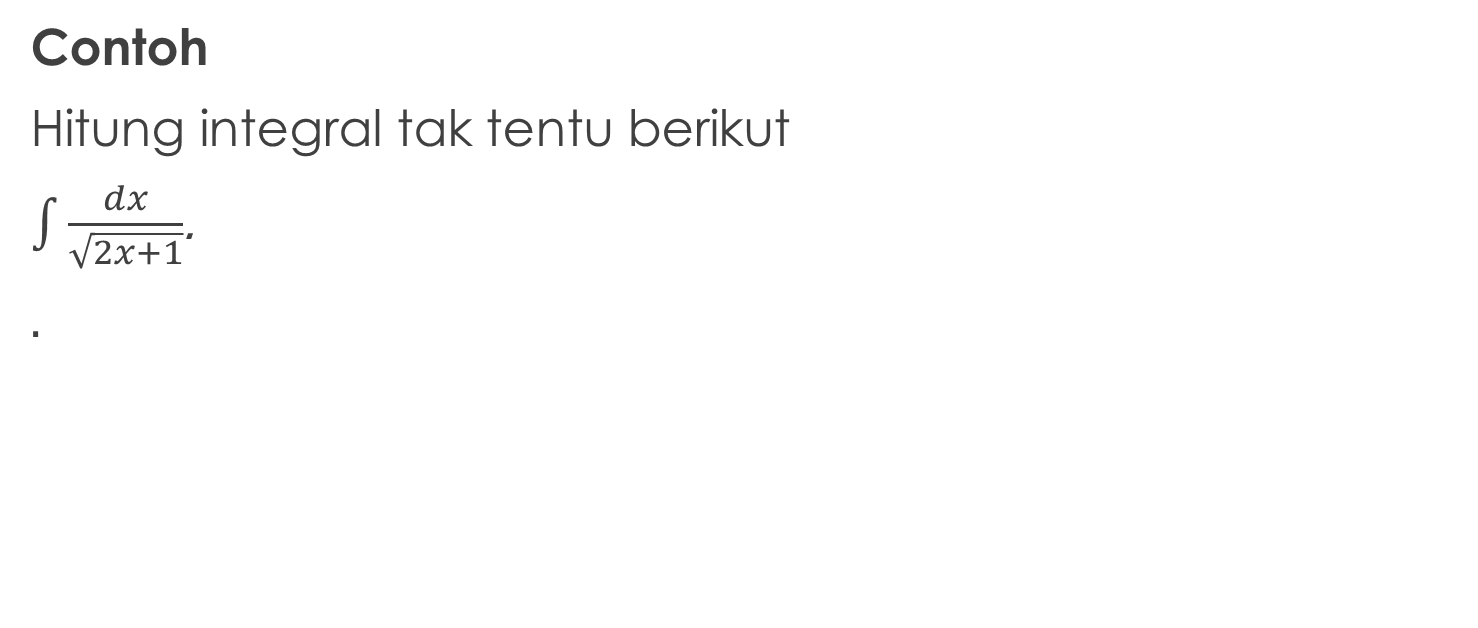 Contoh
Hitung integral tak tentu berikut
∫ dx/√(2x+1).
.